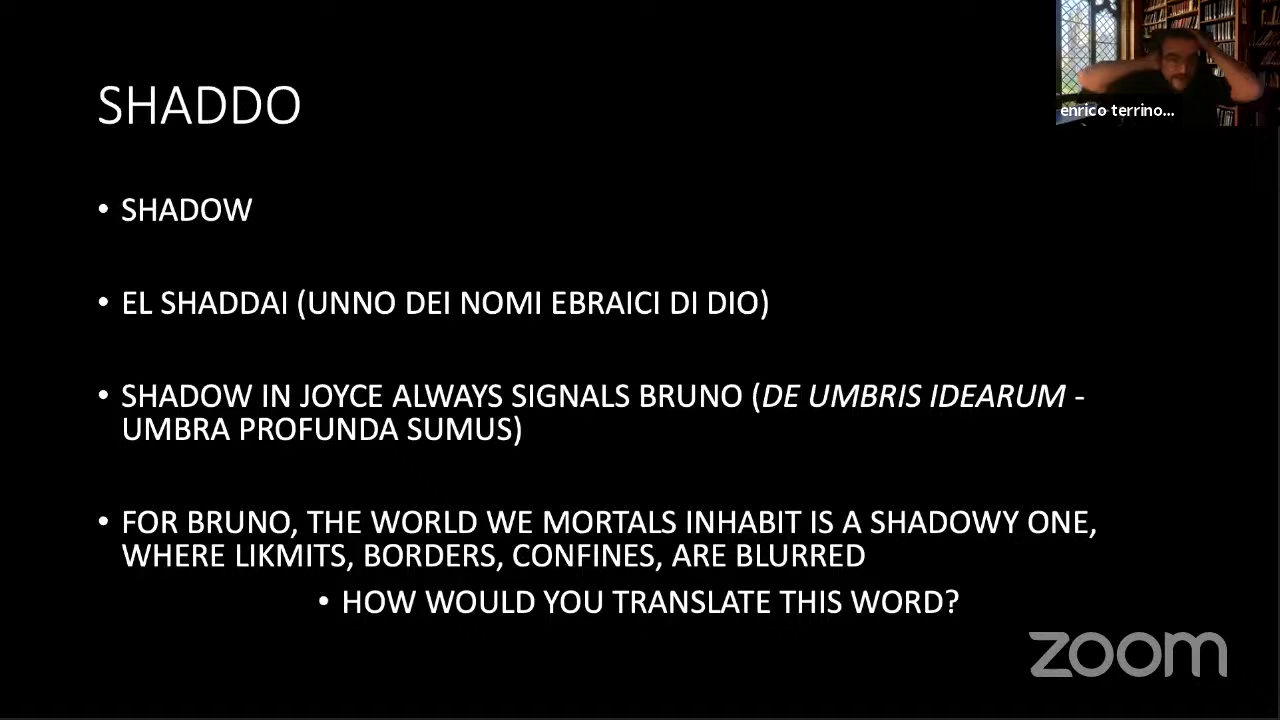 enrico terrino...
SHADDO
• SHADOW
• EL SHADDAI (UNNO DEI NOMI EBRAICI DI DIO)
• SHADOW IN JOYCE ALWAYS SIGNALS BRUNO (DE UMBRIS IDEARUM -
UMBRA PROFUNDA SUMUS)
• FOR BRUNO, THE WORLD WE MORTALS INHABIT IS A SHADOWY ONE,
WHERE LIKMITS, BORDERS, CONFINES, ARE BLURRED
• HOW WOULD YOU TRANSLATE THIS WORD?
zoom